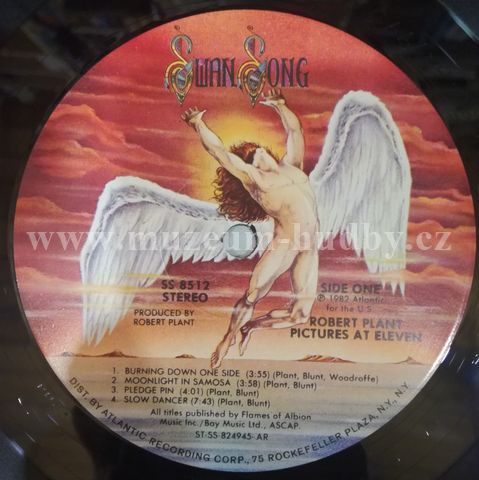 SWAN SONG
www.muzeum-hudby.cz
SS 8512
STEREO
PRODUCED BY
ROBERT PLANT
SIDE ONE
℗ 1982 Atlantic
for the U.S.
ROBERT PLANT
PICTURES AT ELEVEN
1. BURNING DOWN ONE SIDE (3:55) (Plant, Blunt, Woodroffe)
2. MOONLIGHT IN SAMOSA (3:58) (Plant, Blunt)
3. PLEDGE PIN (4:01) (Plant, Blunt)
4. SLOW DANCER (7:43) (Plant, Blunt)
All titles published by Flames of Albion
Music Inc./Bay Music Ltd., ASCAP.
ST-SS-824945-AR
DIST. BY ATLANTIC RECORDING CORP., 75 ROCKEFELLER PLAZA, N.Y., N.Y.